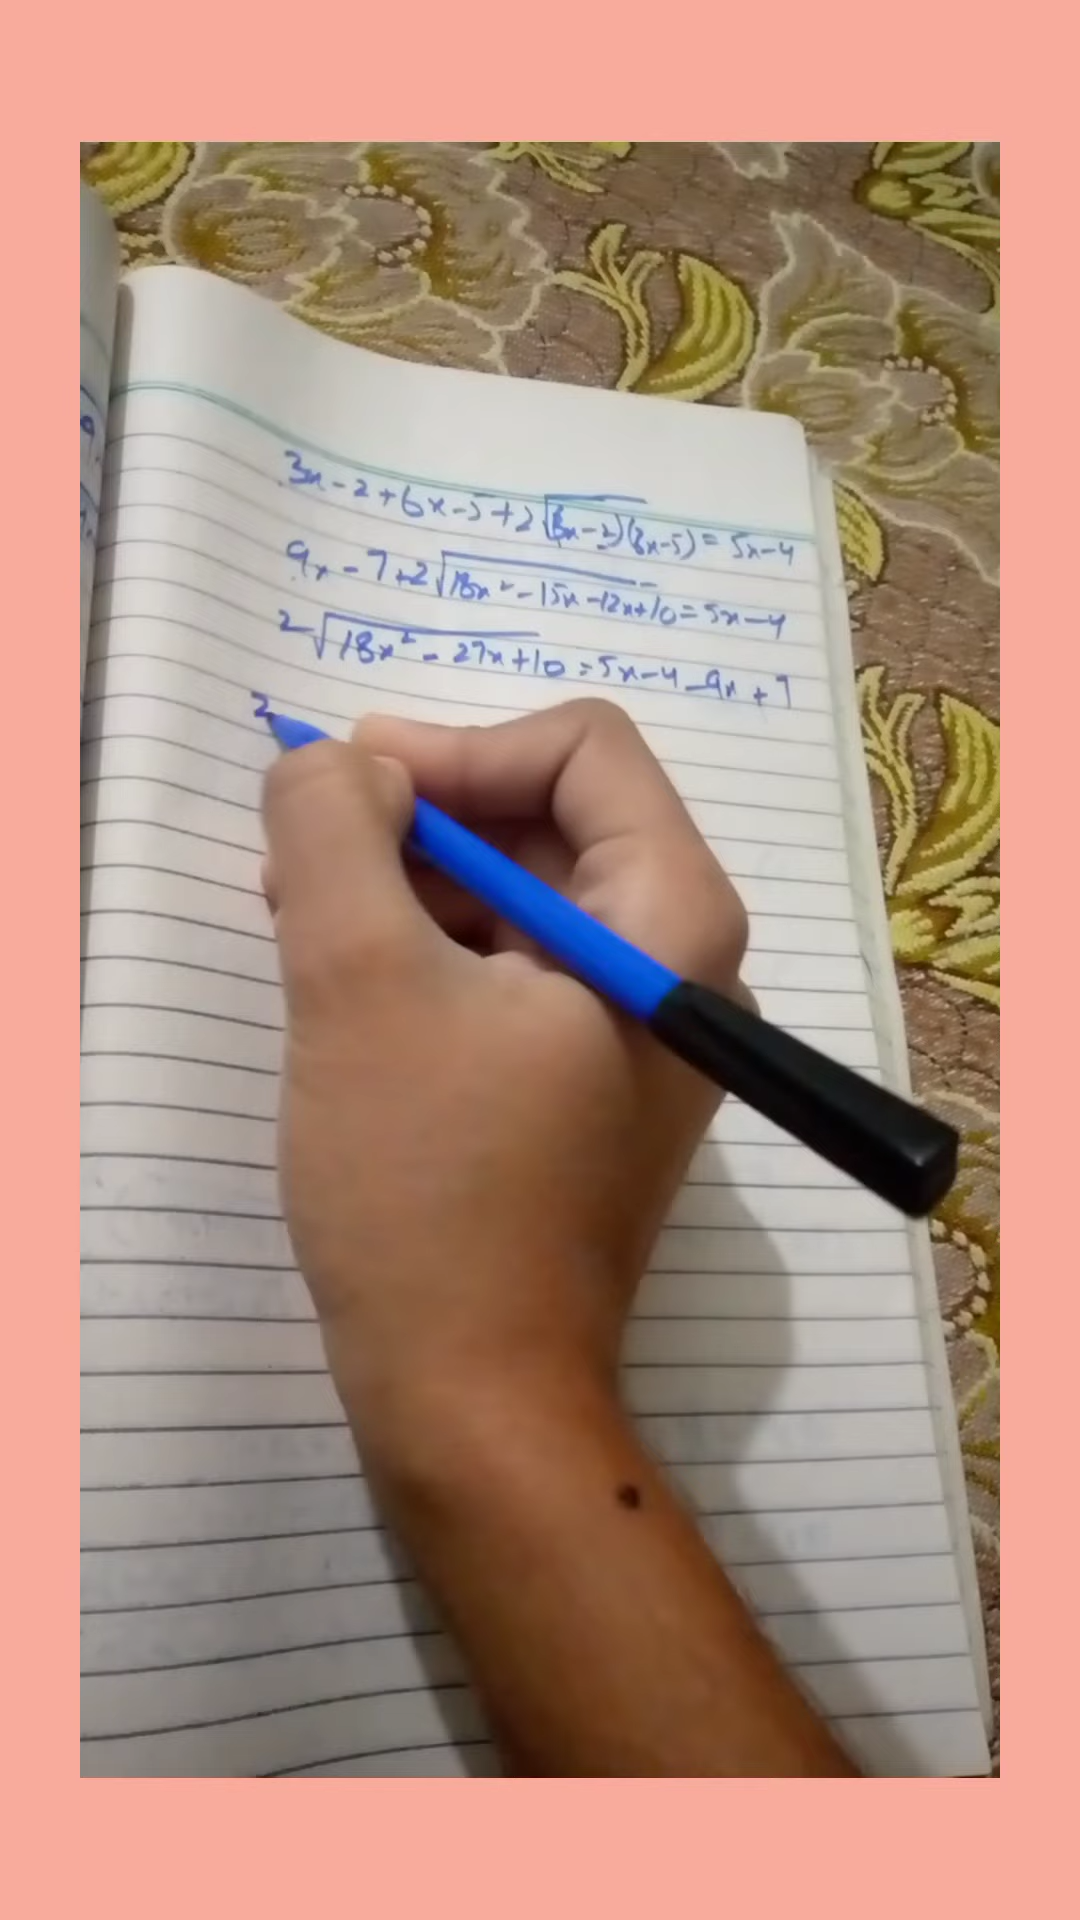 3x-2+6x-5+2√(3x-2)(6x-5) = 5x-4
9x-7+2√18x²-15x-12x+10 = 5x-4
2√18x²-27x+10 = 5x-4-9x+7
2